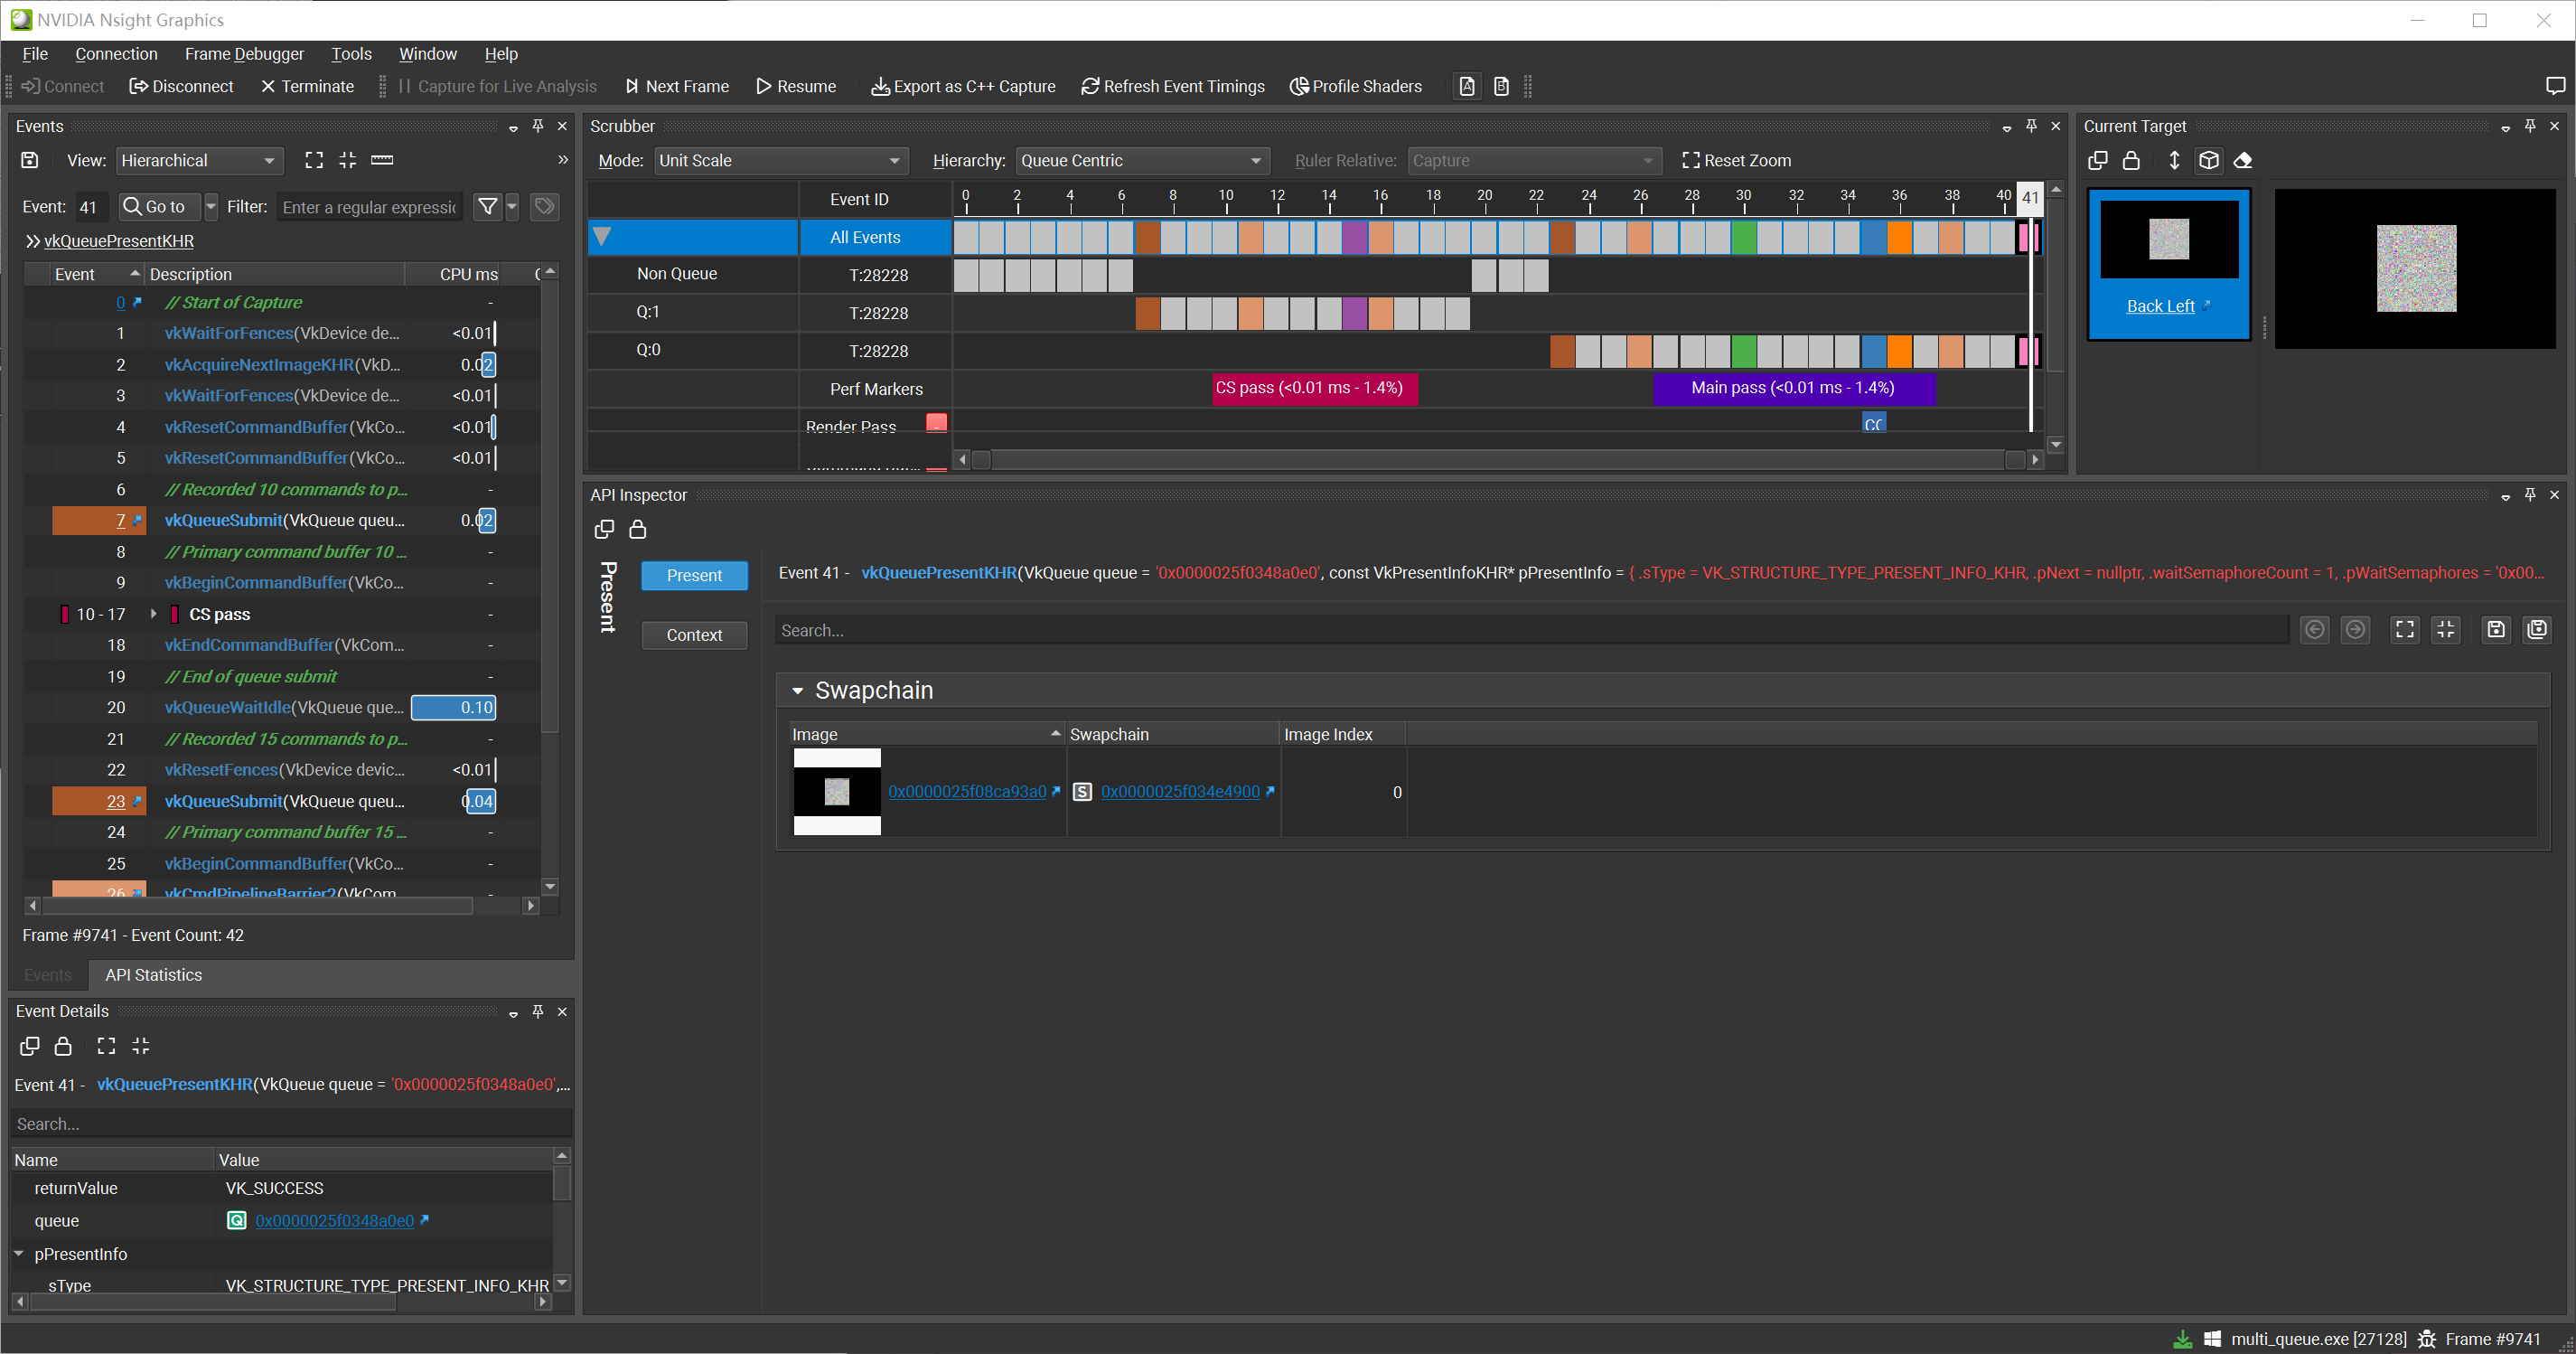 NVIDIA Nsight Graphics
File Connection Frame Debugger Tools Window Help
Connect Disconnect Terminate Capture for Live Analysis Next Frame Resume Export as C++ Capture Refresh Event Timings Profile Shaders
Events
View: Hierarchical
Event: 41 Go to Filter: Enter a regular expressic
vkQueuePresentKHR
Event Description CPU ms
0 // Start of Capture -
1 vkWaitForFences(VkDevice de... <0.01
2 vkAcquireNextImageKHR(VkD... 0.02
3 vkWaitForFences(VkDevice de... <0.01
4 vkResetCommandBuffer(VkCo... <0.01
5 vkResetCommandBuffer(VkCo... <0.01
6 // Recorded 10 commands to p... -
7 vkQueueSubmit(VkQueue queu... 0.02
8 // Primary command buffer 10 ... -
9 vkBeginCommandBuffer(VkCo... -
10 - 17 CS pass -
18 vkEndCommandBuffer(VkCom... -
19 // End of queue submit -
20 vkQueueWaitIdle(VkQueue que... 0.10
21 // Recorded 15 commands to p... -
22 vkResetFences(VkDevice devic... <0.01
23 vkQueueSubmit(VkQueue queu... 0.04
24 // Primary command buffer 15 ... -
25 vkBeginCommandBuffer(VkCo... -
26 vkCmdPipelineBarrier2(VkCom... -
Frame #9741 - Event Count: 42
Events API Statistics
Event Details
Event 41 - vkQueuePresentKHR(VkQueue queue = '0x0000025f0348a0e0',...
Search...
Name Value
returnValue VK_SUCCESS
queue 0x0000025f0348a0e0
pPresentInfo
sType VK_STRUCTURE_TYPE_PRESENT_INFO_KHR
Scrubber
Mode: Unit Scale Hierarchy: Queue Centric Ruler Relative: Capture Reset Zoom
Event ID 0 2 4 6 8 10 12 14 16 18 20 22 24 26 28 30 32 34 36 38 40 41
All Events
Non Queue T:28228
Q:1 T:28228
Q:0 T:28228
Perf Markers CS pass (<0.01 ms - 1.4%) Main pass (<0.01 ms - 1.4%)
Render Pass
Current Target
Back Left
API Inspector
Present
Present
Context
Event 41 - vkQueuePresentKHR(VkQueue queue = '0x0000025f0348a0e0', const VkPresentInfoKHR* pPresentInfo = { .sType = VK_STRUCTURE_TYPE_PRESENT_INFO_KHR, .pNext = nullptr, .waitSemaphoreCount = 1, .pWaitSemaphores = '0x00...
Search...
Swapchain
Image Swapchain Image Index
0x0000025f08ca93a0 S 0x0000025f034e4900 0
multi_queue.exe [27128] Frame #9741